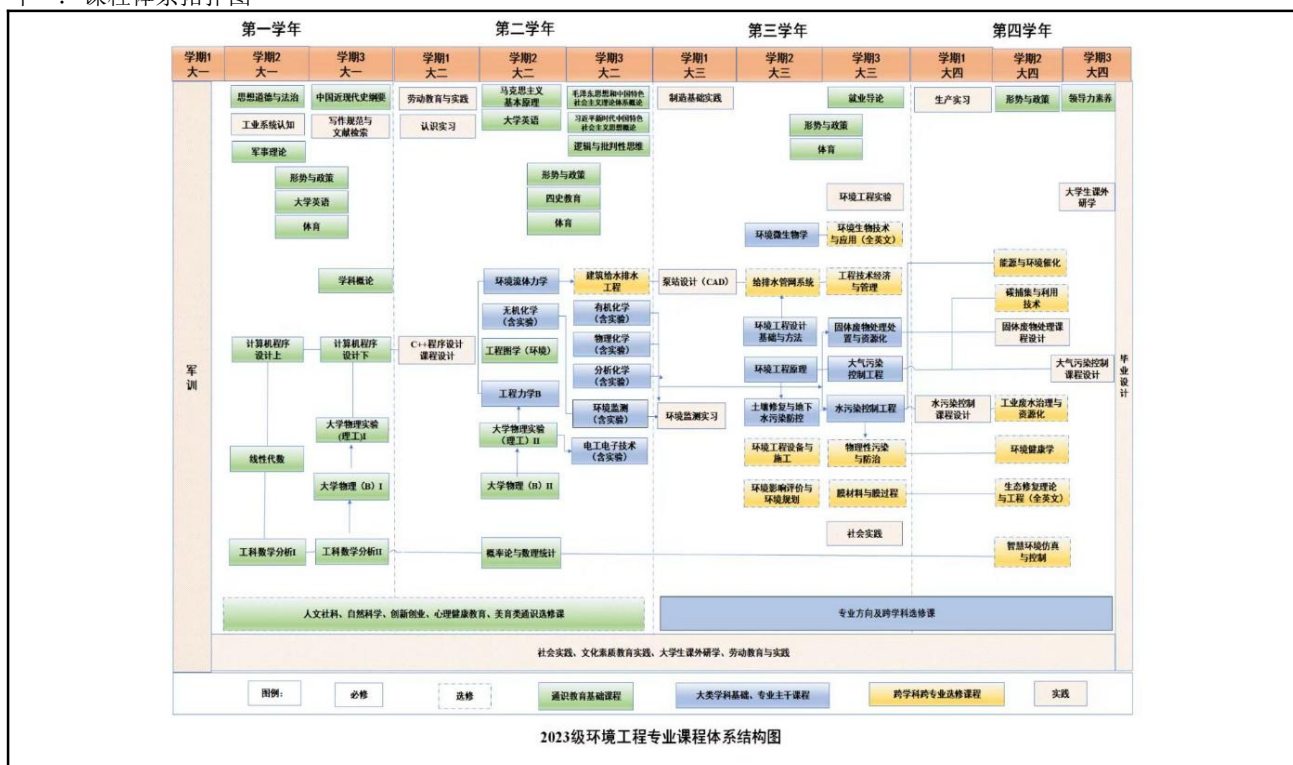 第一学年
第二学年
第三学年
第四学年
学期1
大一
学期2
大一
学期3
大一
学期1
大二
学期2
大二
学期3
大二
学期1
大三
学期2
大三
学期3
大三
学期1
大四
学期2
大四
学期3
大四
军训
思想道德与法治
中国近现代史纲要
劳动教育与实践
马克思主义
基本原理
毛泽东思想和中国特色
社会主义理论体系概论
制造基础实践
就业导论
生产实习
形势与政策
领导力素养
工业系统认知
写作规范与
文献检索
认识实习
大学英语
习近平新时代中国特色
社会主义思想概论
形势与政策
军事理论
逻辑与批判性思维
体育
形势与政策
大学英语
体育
形势与政策
四史教育
体育
环境工程实验
大学生课外
研学
环境微生物学
环境生物技术
与应用（全英文）
能源与环境催化
学科概论
环境流体力学
建筑给水排水
工程
泵站设计（CAD）
给排水管网系统
工程技术经济
与管理
碳捕集与利用
技术
无机化学
（含实验）
有机化学
（含实验）
环境工程设计
基础与方法
固体废物处理处
置与资源化
固体废物处理课
程设计
计算机程序
设计上
计算机程序
设计下
C++程序设计
课程设计
工程图学（环境）
物理化学
（含实验）
环境工程原理
大气污染
控制工程
大气污染控制
课程设计
毕业设计
分析化学
（含实验）
工程力学B
环境监测
（含实验）
环境监测实习
土壤修复与地下
水污染防控
水污染控制工程
水污染控制
课程设计
工业废水治理与
资源化
大学物理实验
(理工)I
大学物理实验
（理工）II
电工电子技术
（含实验）
环境工程设备与
施工
物理性污染
与防治
环境健康学
线性代数
大学物理（B）I
大学物理（B）II
环境影响评价与
环境规划
膜材料与膜过程
生态修复理论
与工程（全英文）
社会实践
工科数学分析I
工科数学分析II
概率论与数理统计
智慧环境仿真
与控制
人文社科、自然科学、创新创业、心理健康教育、美育类通识选修课
专业方向及跨学科选修课
社会实践、文化素质教育实践、大学生课外研学、劳动教育与实践
图例：
必修
选修
通识教育基础课程
大类学科基础、专业主干课程
跨学科跨专业选修课程
实践
2023级环境工程专业课程体系结构图